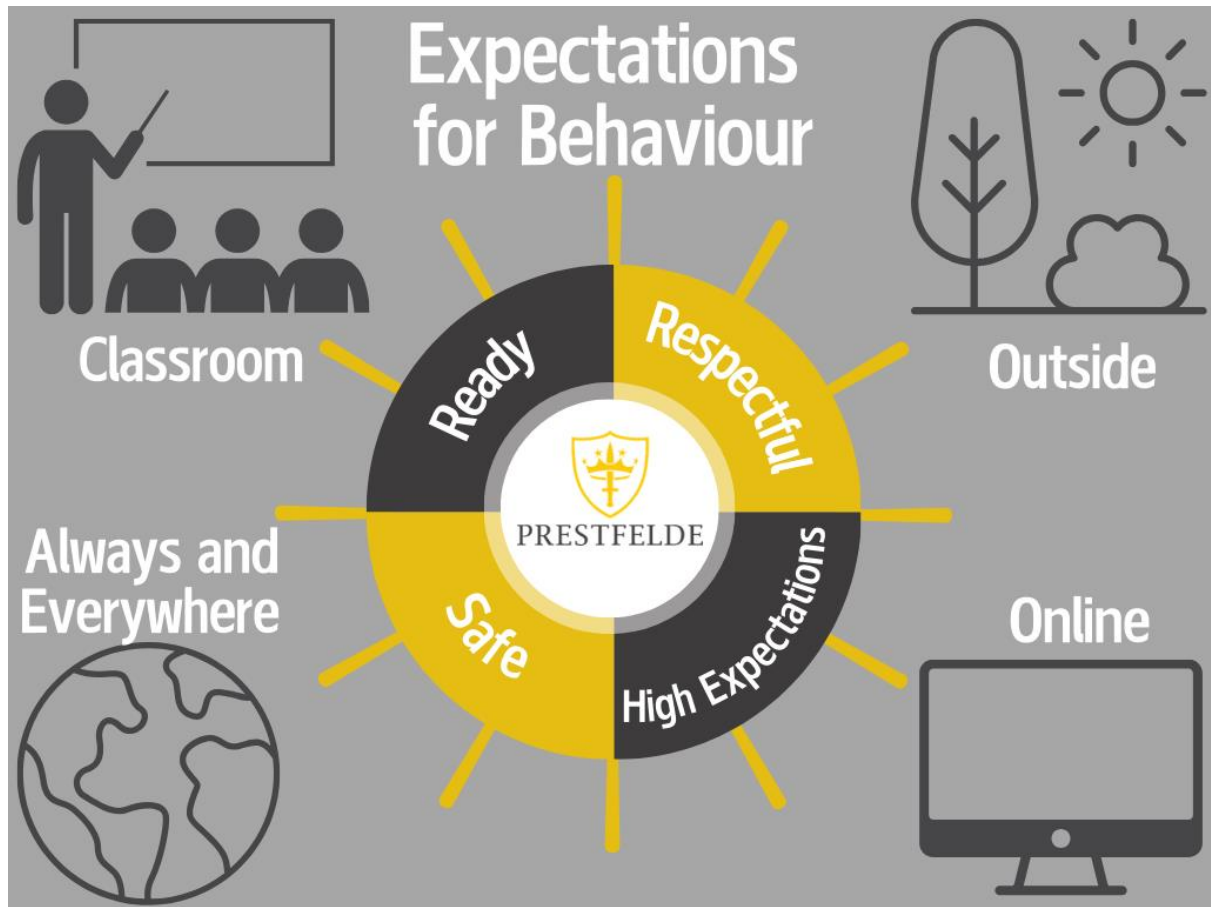 Expectations
for Behaviour
Classroom
Outside
Ready
Respectful
PRESTFELDE
Safe
High Expectations
Always and
Everywhere
Online